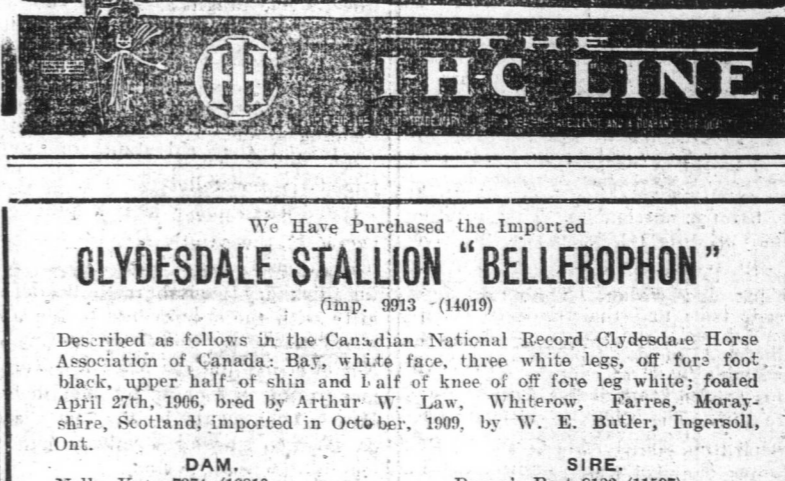 THE
I-H-C LINE
IHC
We Have Purchased the Imported
CLYDESDALE STALLION "BELLEROPHON"
(imp. 9913 (14019)
Described as follows in the Canadian National Record Clydesdale Horse
Association of Canada: Bay, white face, three white legs, off fore foot
black, upper half of shin and half of knee of off fore leg white; foaled
April 27th, 1906, bred by Arthur W. Law, Whiterow, Farres, Moray-
shire, Scotland; imported in October, 1909, by W. E. Butler, Ingersoll,
Ont.
DAM. SIRE.